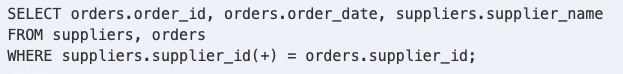 SELECT orders.order_id, orders.order_date, suppliers.supplier_name
FROM suppliers, orders
WHERE suppliers.supplier_id(+) = orders.supplier_id;